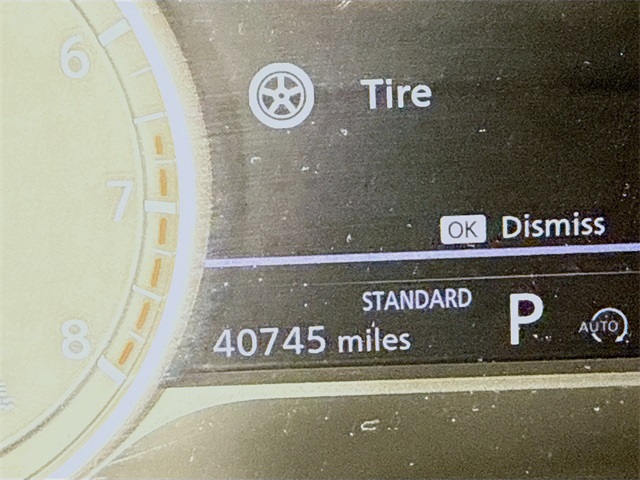 6
Tire
7
OK Dismiss
STANDARD
P
AUTO
8
40745 miles